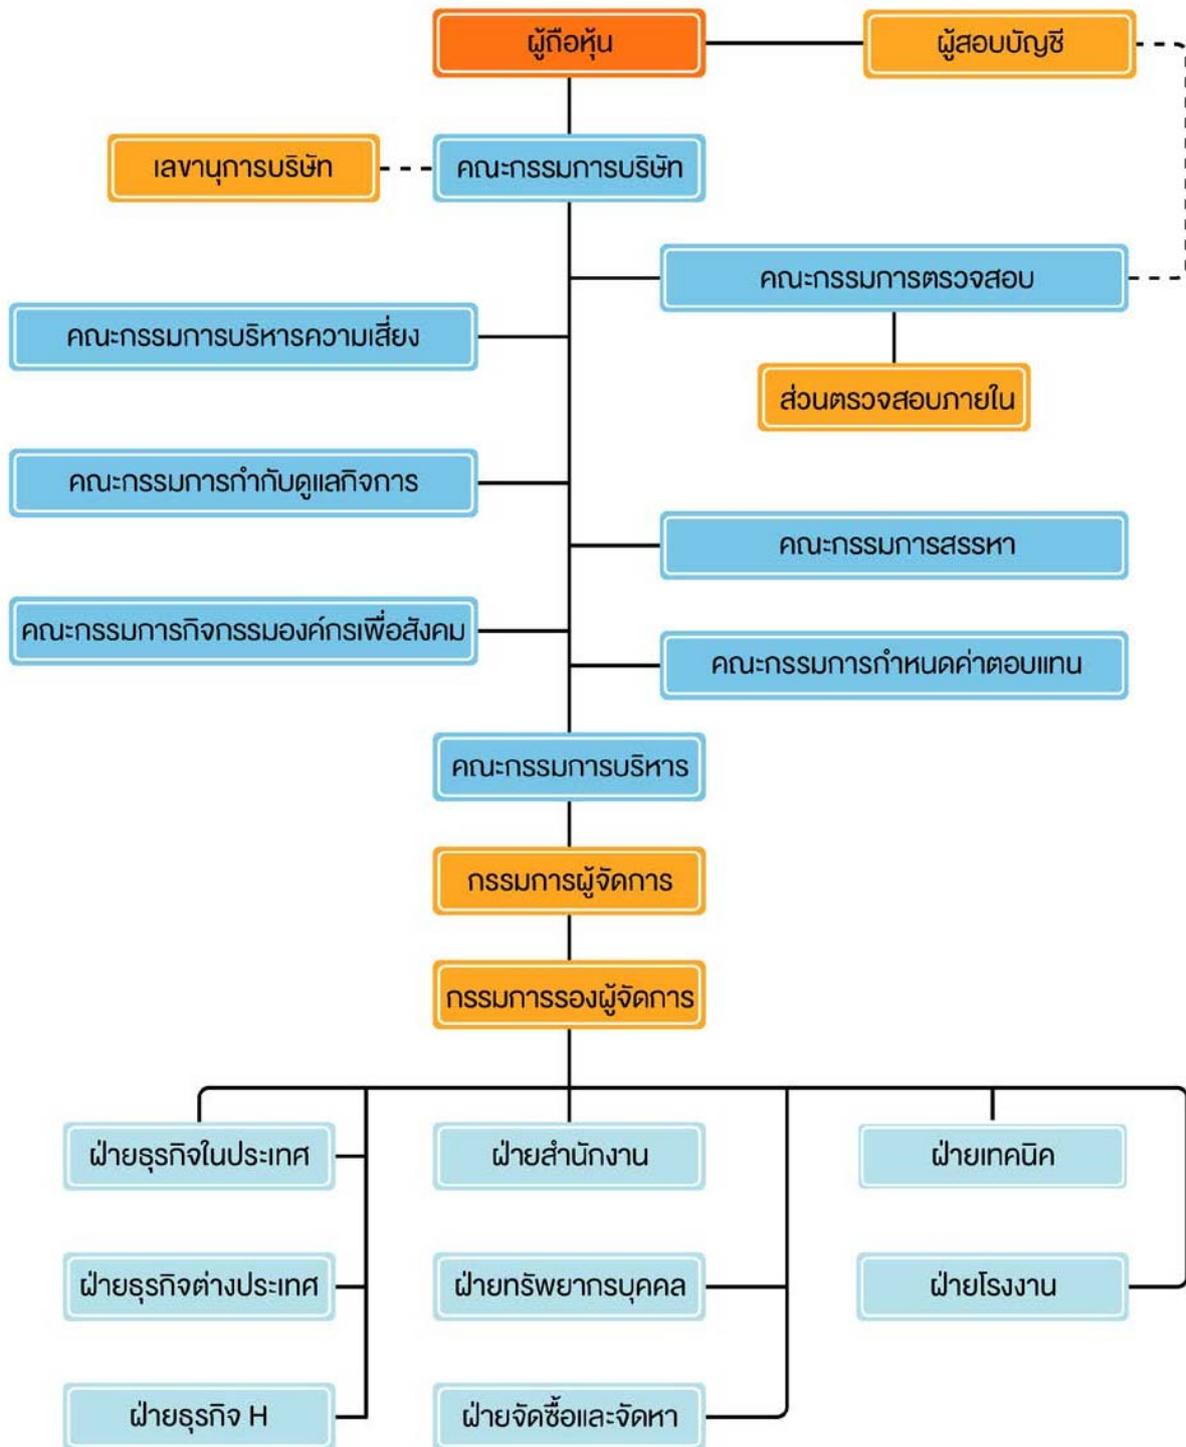 ผู้ถือหุ้น
ผู้สอบบัญชี
เลขานุการบริษัท
คณะกรรมการบริษัท
คณะกรรมการตรวจสอบ
คณะกรรมการบริหารความเสี่ยง
ส่วนตรวจสอบภายใน
คณะกรรมการกำกับดูแลกิจการ
คณะกรรมการสรรหา
คณะกรรมการกิจกรรมองค์กรเพื่อสังคม
คณะกรรมการกำหนดค่าตอบแทน
คณะกรรมการบริหาร
กรรมการผู้จัดการ
กรรมการรองผู้จัดการ
ฝ่ายธุรกิจในประเทศ
ฝ่ายสำนักงาน
ฝ่ายเทคนิค
ฝ่ายธุรกิจต่างประเทศ
ฝ่ายทรัพยากรบุคคล
ฝ่ายโรงงาน
ฝ่ายธุรกิจ H
ฝ่ายจัดซื้อและจัดหา